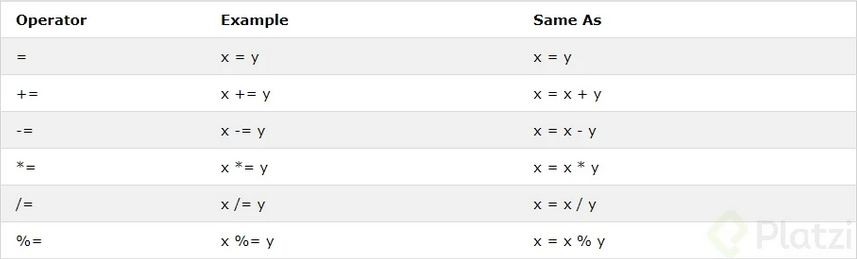 Operator Example Same As
= x = y x = y
+= x += y x = x + y
-= x -= y x = x - y
*= x *= y x = x * y
/= x /= y x = x / y
%= x %= y x = x % y
Platzi